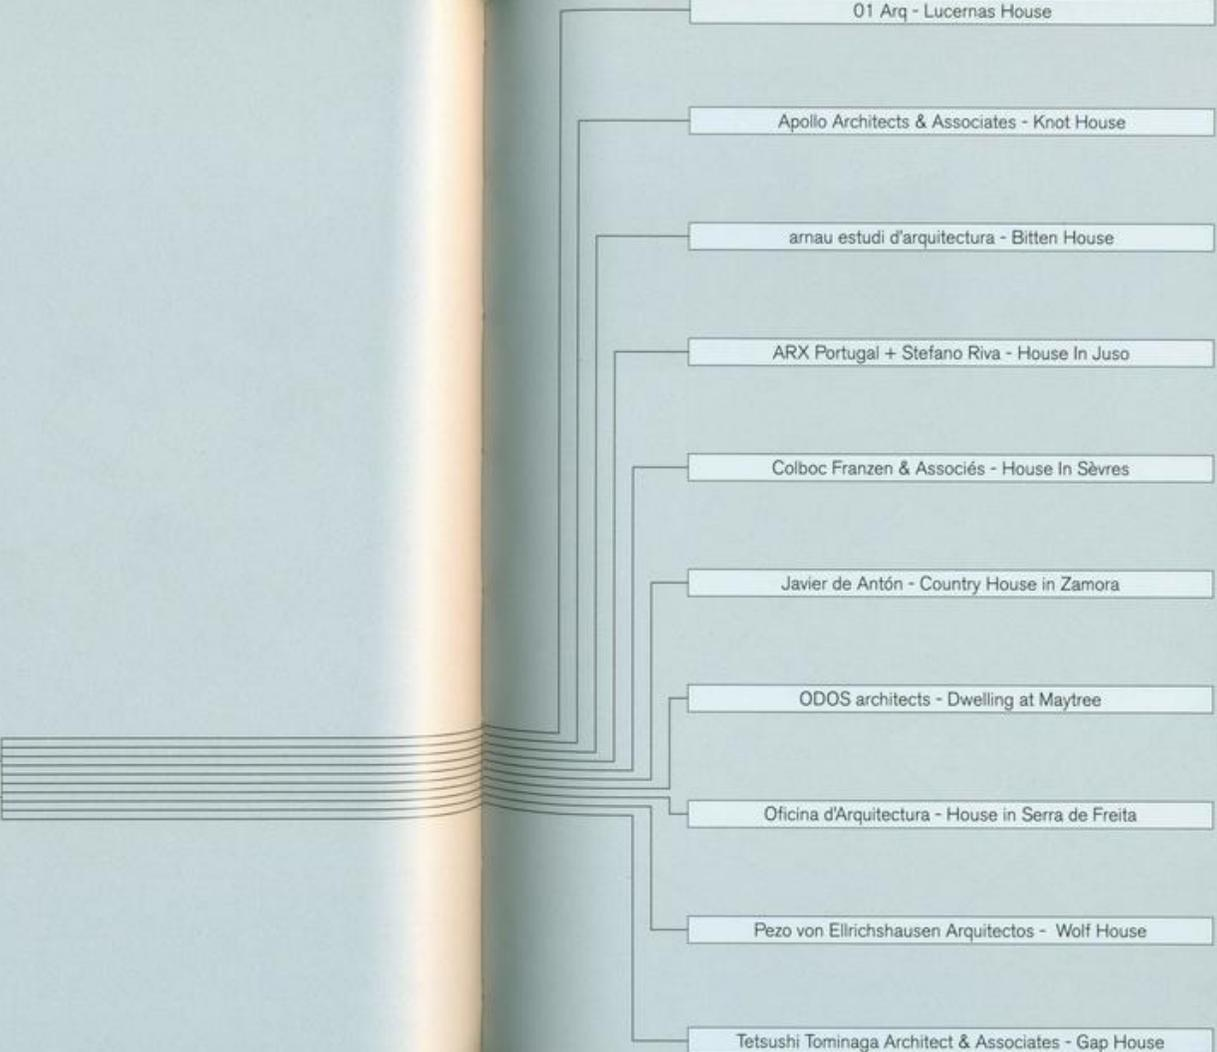 01 Arq - Lucernas House
Apollo Architects & Associates - Knot House
arnau estudi d'arquitectura - Bitten House
ARX Portugal + Stefano Riva - House In Juso
Colboc Franzen & Associés - House In Sèvres
Javier de Antón - Country House in Zamora
ODOS architects - Dwelling at Maytree
Oficina d'Arquitectura - House in Serra de Freita
Pezo von Ellrichshausen Arquitectos - Wolf House
Tetsushi Tominaga Architect & Associates - Gap House